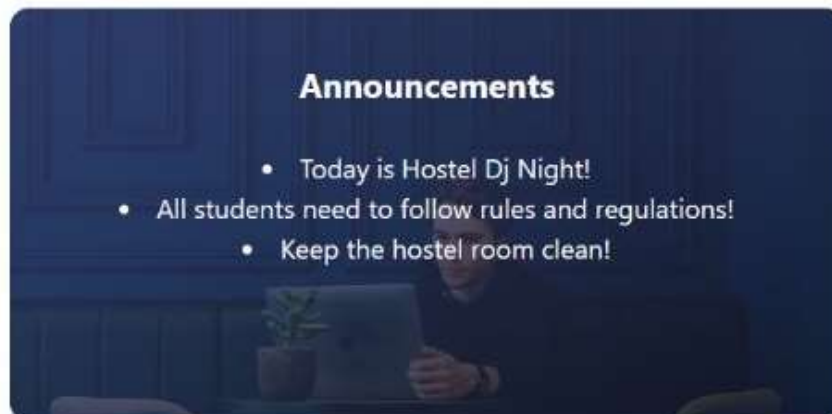 Announcements
• Today is Hostel Dj Night!
• All students need to follow rules and regulations!
• Keep the hostel room clean!